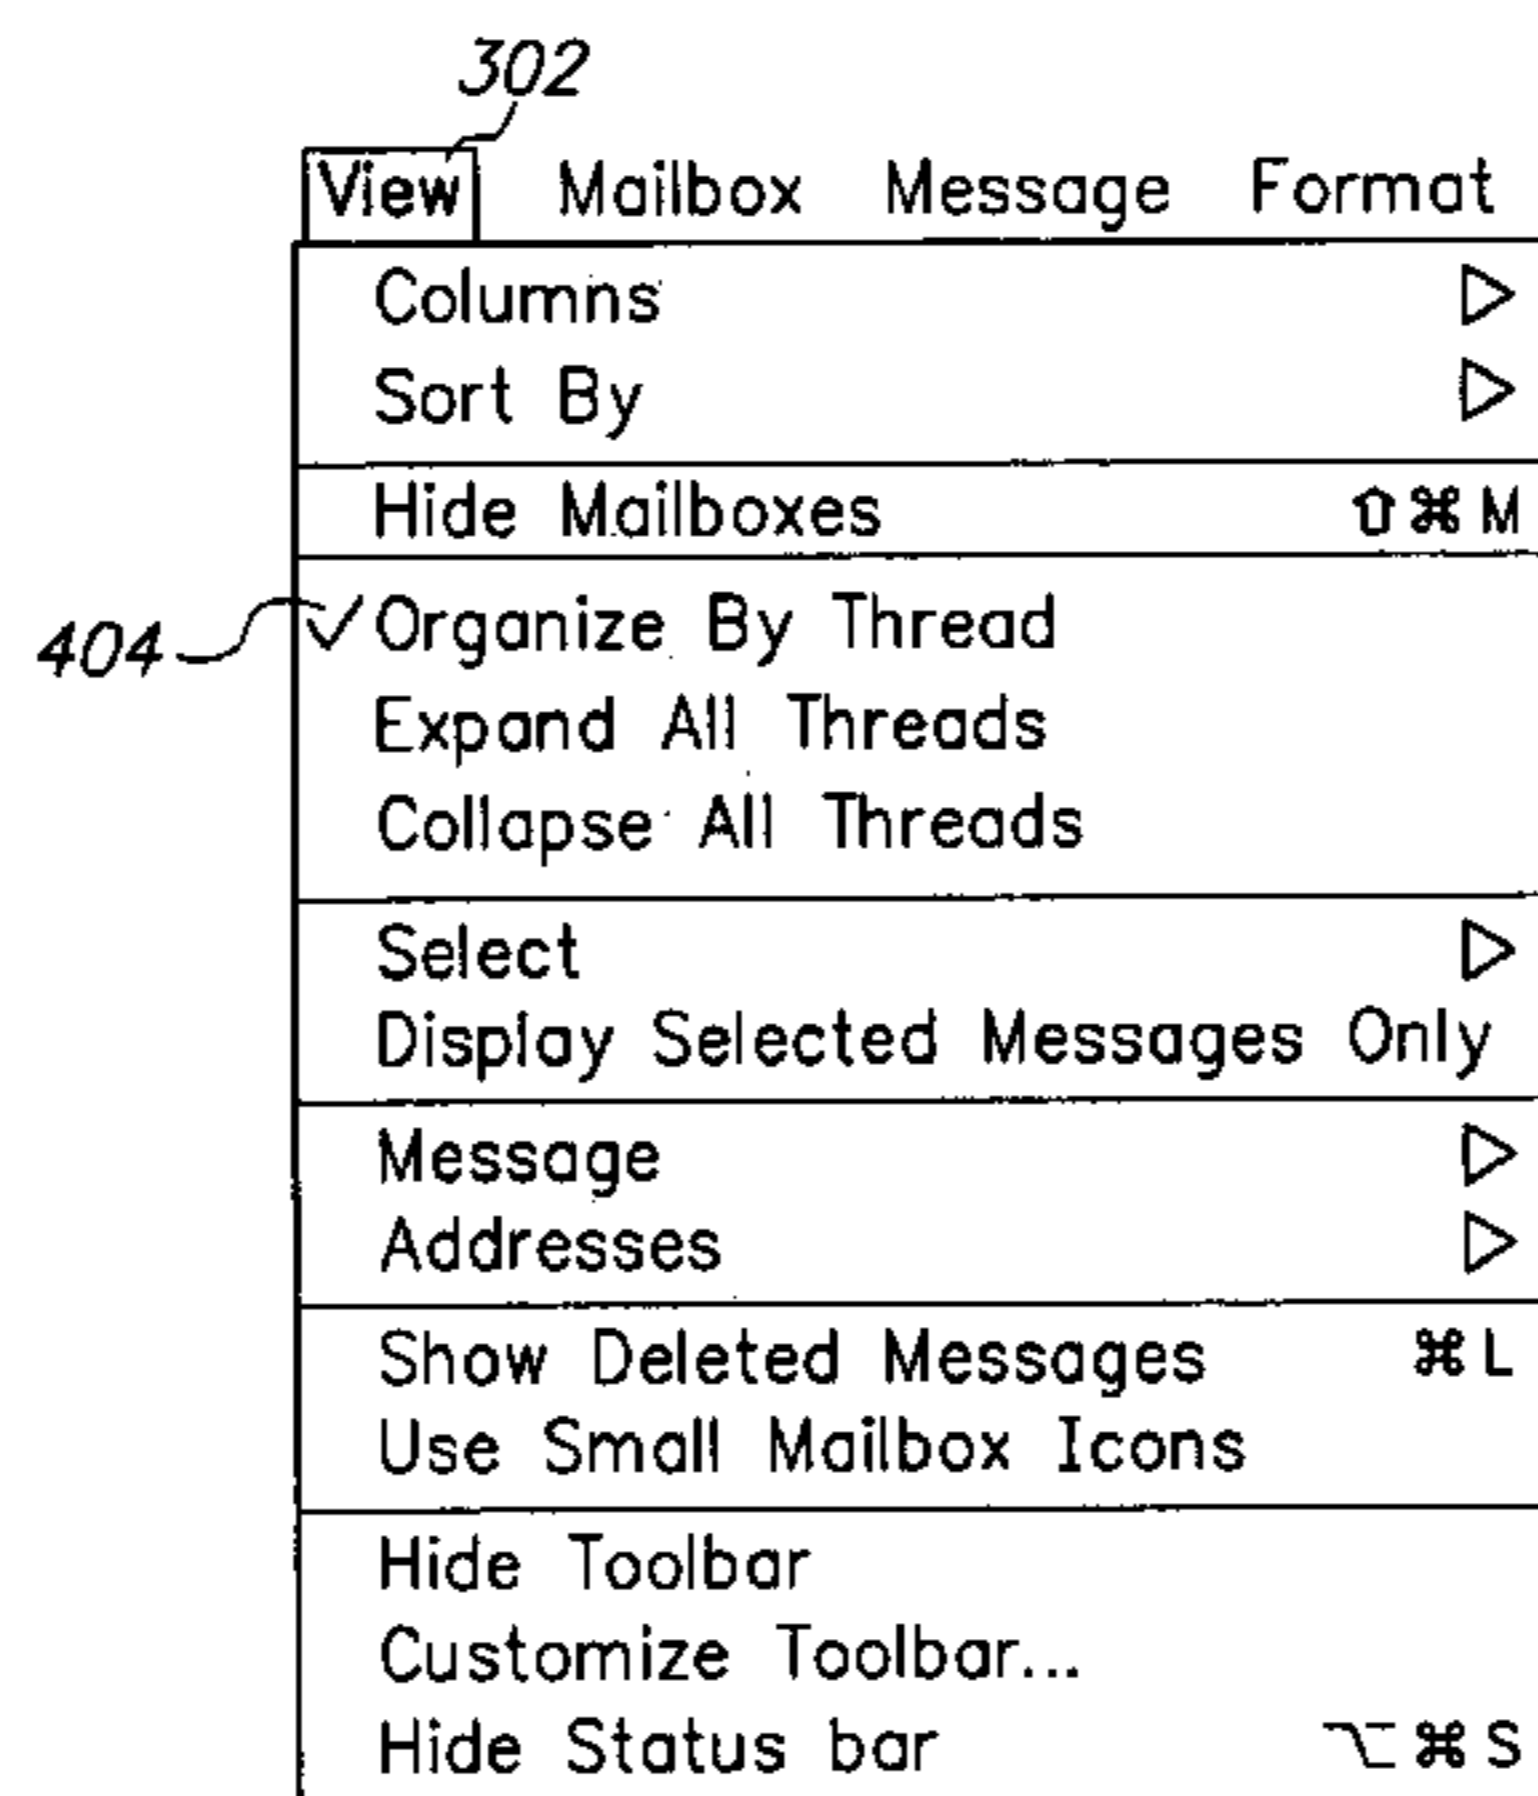 302
View Mailbox Message Format
Columns ▷
Sort By ▷
Hide Mailboxes ⇧⌘M
404 ✓Organize By Thread
Expand All Threads
Collapse All Threads
Select ▷
Display Selected Messages Only
Message ▷
Addresses ▷
Show Deleted Messages ⌘L
Use Small Mailbox Icons
Hide Toolbar
Customize Toolbar...
Hide Status bar ⌥⌘S